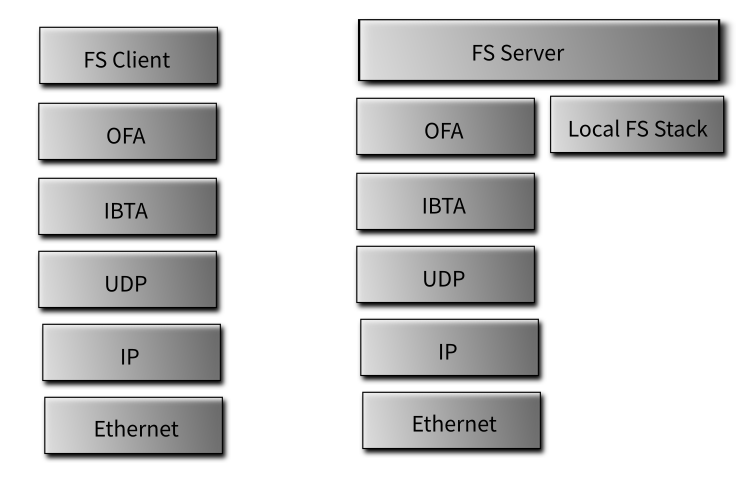 FS Client
OFA
IBTA
UDP
IP
Ethernet
FS Server
OFA
Local FS Stack
IBTA
UDP
IP
Ethernet